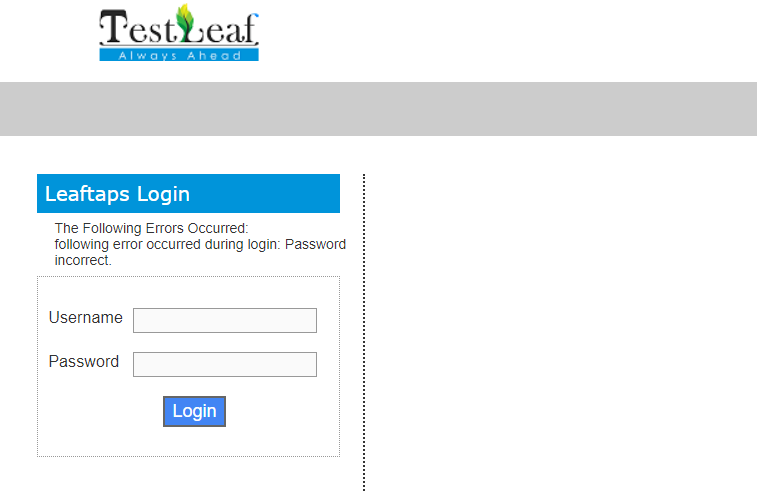 TestLeaf
Always Ahead
Leaftaps Login
The Following Errors Occurred:
following error occurred during login: Password
incorrect.
Username
Password
Login